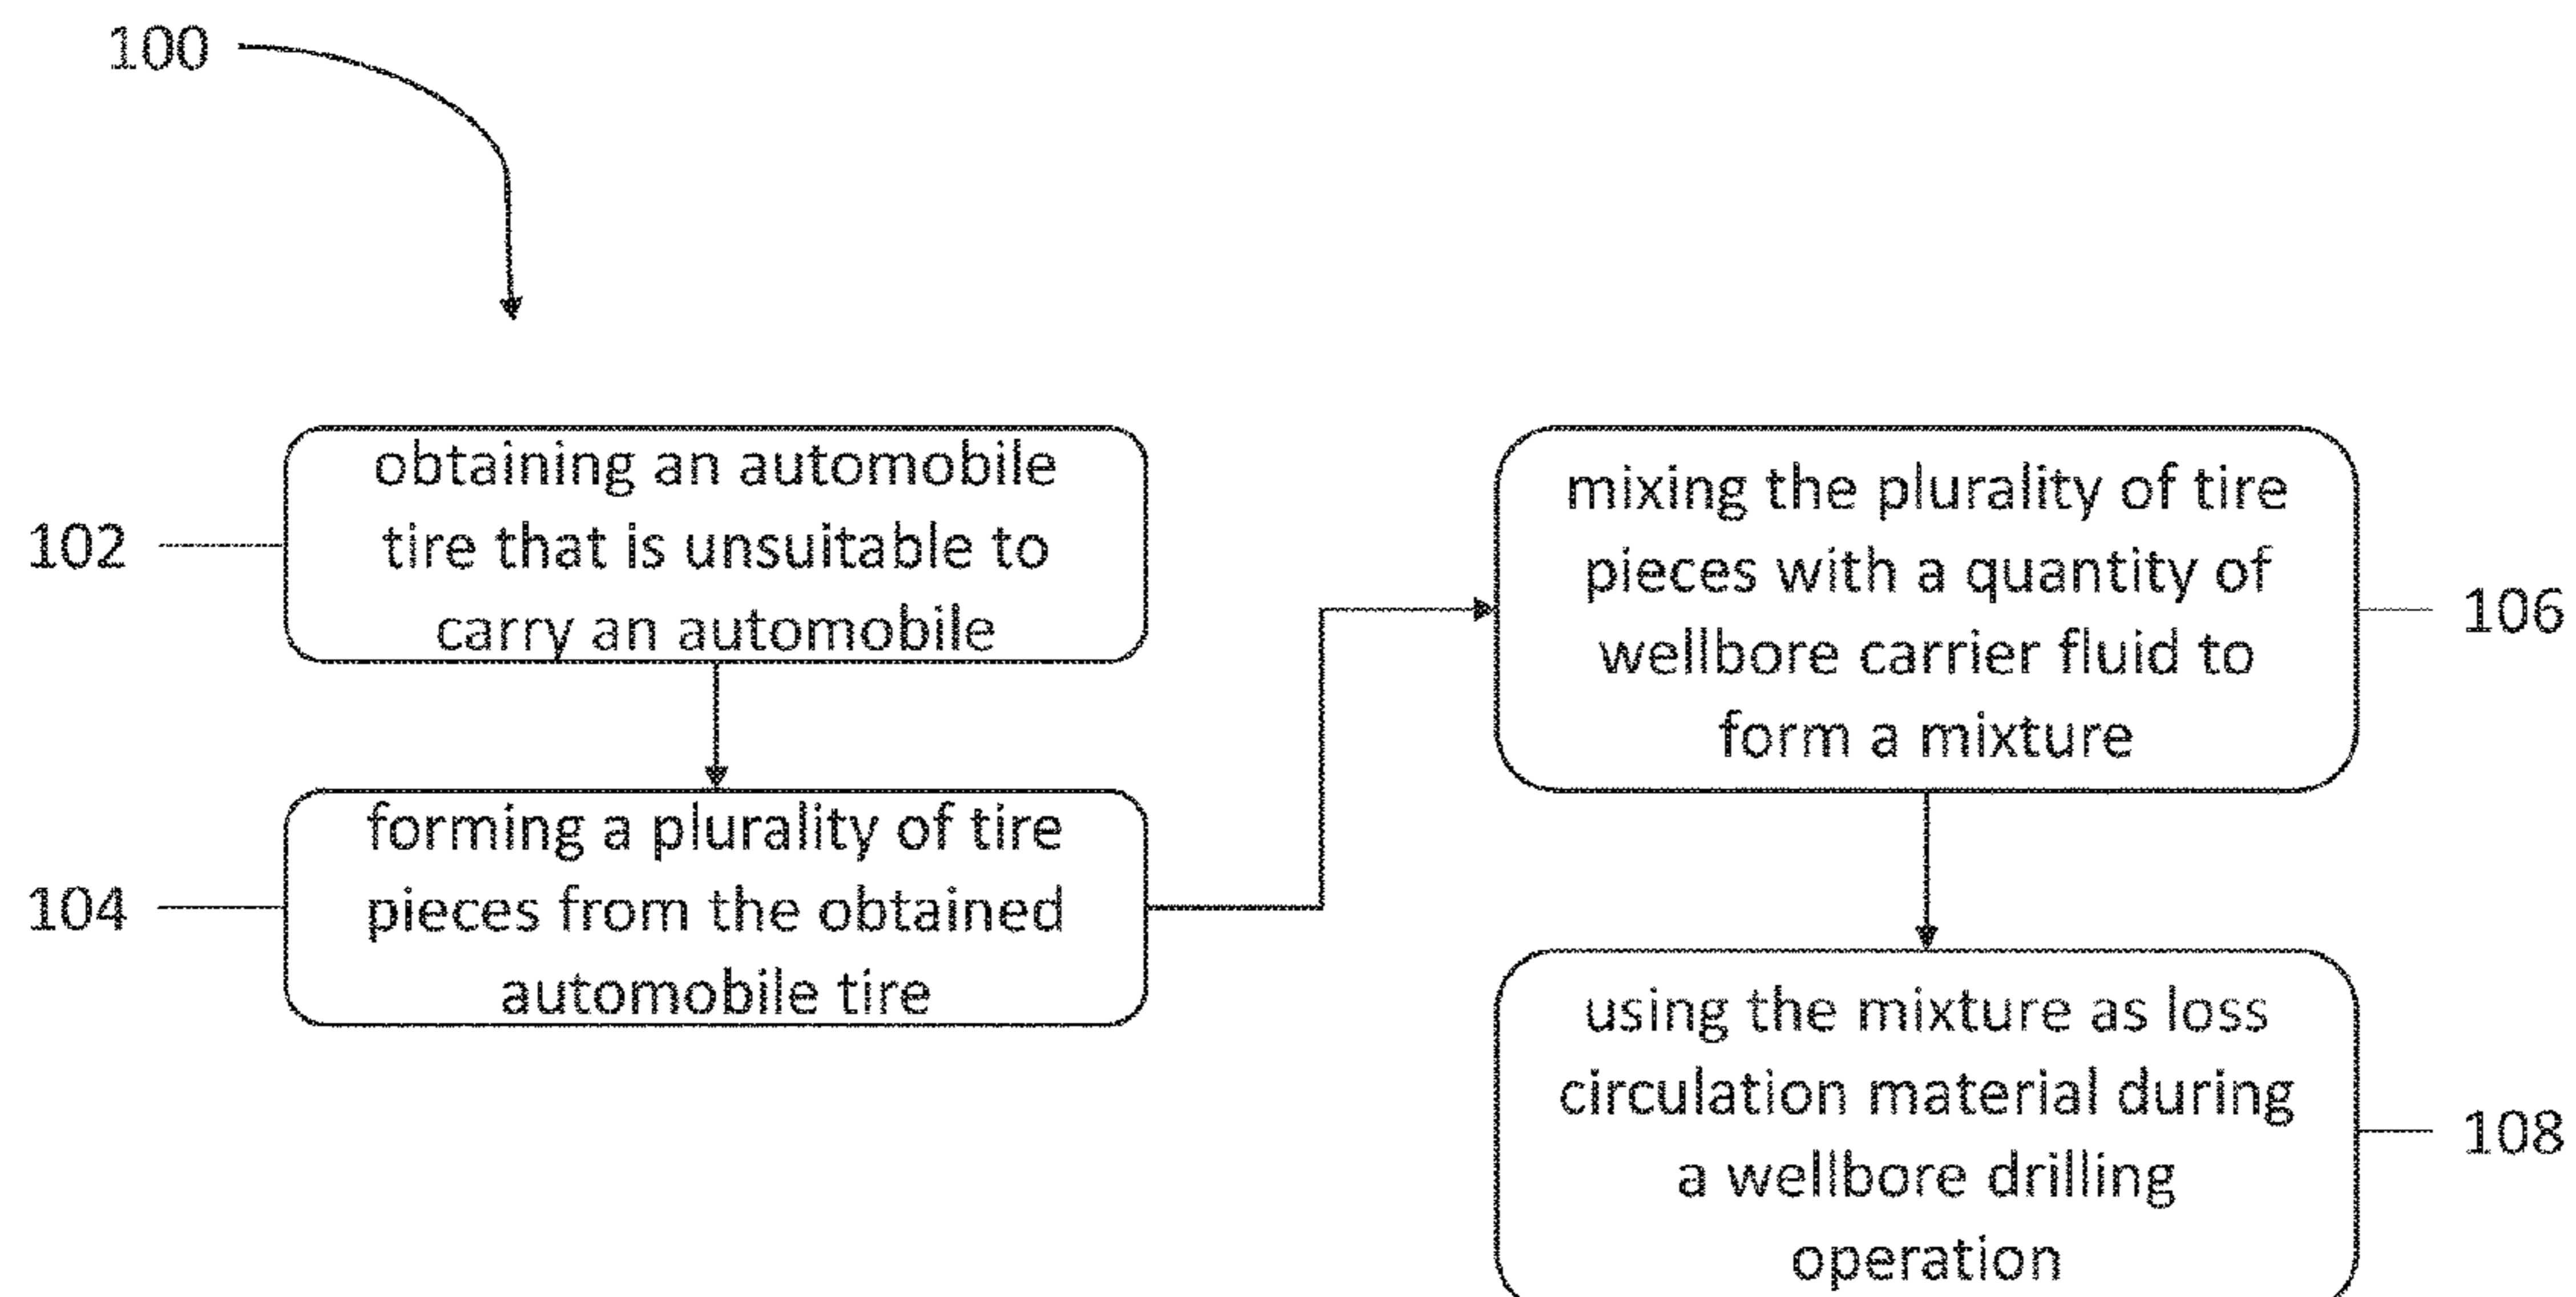 100
102
obtaining an automobile
tire that is unsuitable to
carry an automobile
104
forming a plurality of tire
pieces from the obtained
automobile tire
mixing the plurality of tire
pieces with a quantity of
wellbore carrier fluid to
form a mixture
106
using the mixture as loss
circulation material during
a wellbore drilling
operation
108